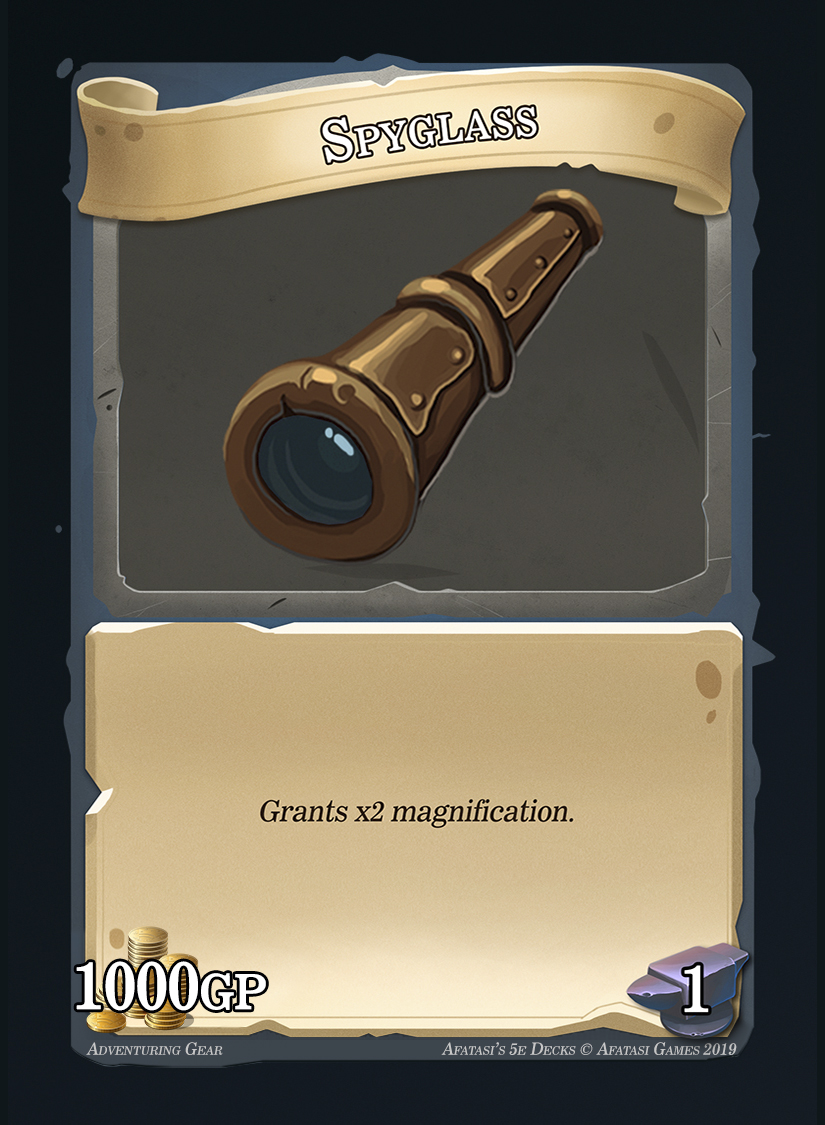 Spyglass
Grants x2 magnification.
1000GP
1
Adventuring Gear
Afatasi's 5e Decks © Afatasi Games 2019